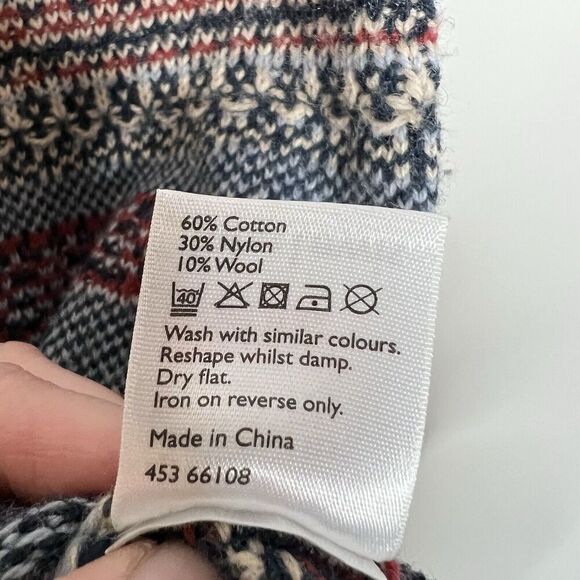 60% Cotton
30% Nylon
10% Wool
40
Wash with similar colours.
Reshape whilst damp.
Dry flat.
Iron on reverse only.
Made in China
453 66108